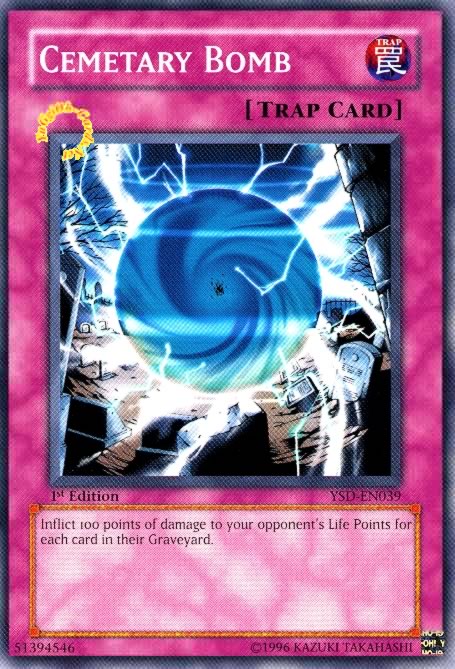 CEMETARY BOMB
TRAP
罠
[TRAP CARD]
1st Edition
YSD-EN039
Inflict 100 points of damage to your opponent's Life Points for
each card in their Graveyard.
51394546
©1996 KAZUKI TAKAHASHI